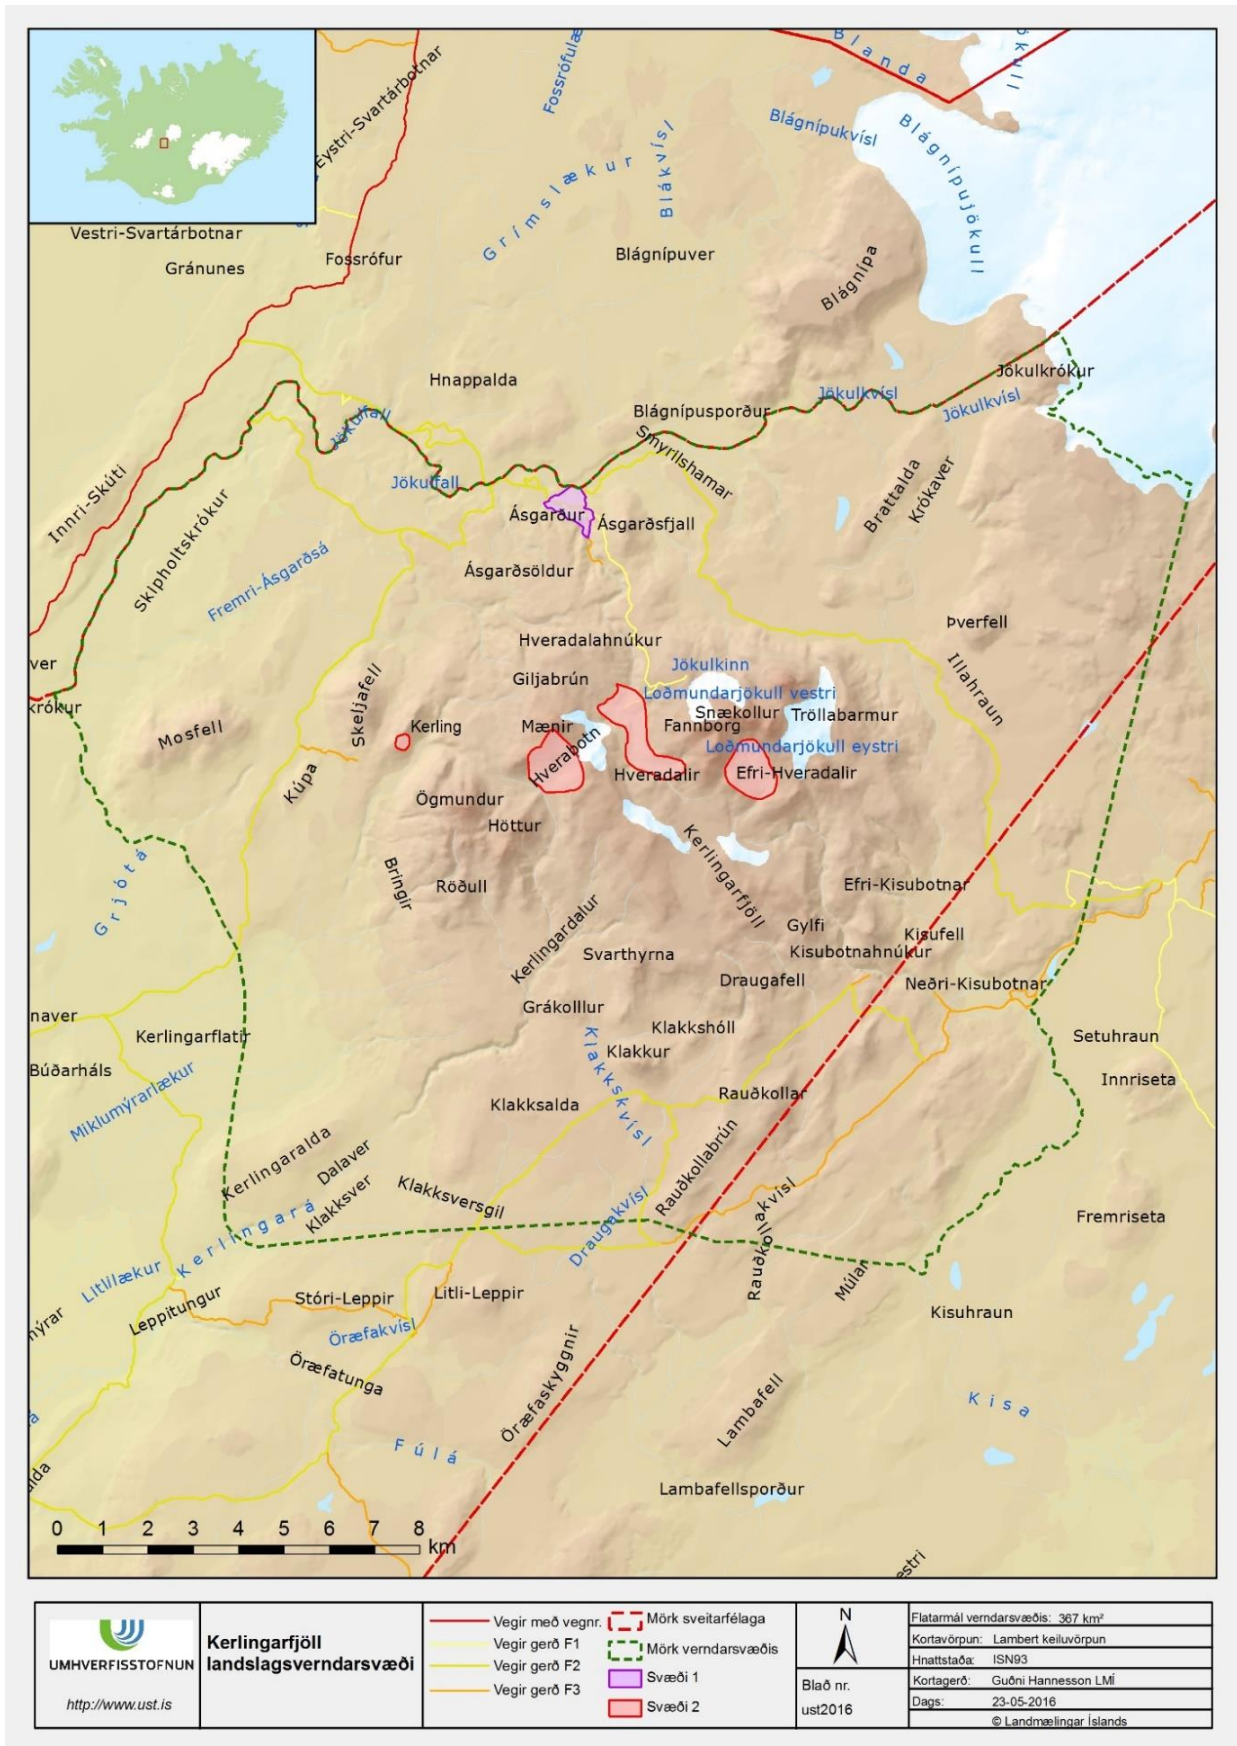 Blanda
Fossrófulæ
Eystri-Svartárbotnar
Blágnípukvísl
Blágnípujökull
Blákvísl
Grímslækur
Vestri-Svartárbotnar
Gránunes
Fossrófur
Blágnípuver
Blágnípa
Hnappalda
Jökulkrókur
Jökulkvísl
Jökulkvísl
Blágnípusporður
Jökulfall
Smyrilshamar
Innri-Skúti
Jökulfall
Brattalda
Krókaver
Skipholtskrókur
Ásgarður
Ásgarðsfjall
Fremri-Ásgarðsá
Ásgarðsöldur
Þverfell
Hveradalahnúkur
ver
Jökulkinn
Giljabrún
Illahraun
Loðmundarjökull vestri
krókur
Skeljafell
Snækollur
Tröllabarmur
Mosfell
Kerling
Mænir
Fannborg
Hverabotn
Loðmundarjökull eystri
Hveradalir
Efri-Hveradalir
Kúpa
Ögmundur
Höttur
Kerlingarfjöll
Grjótá
Bringir
Röðull
Efri-Kisubotnar
Kerlingardalur
Gylfi
Kisufell
Svarthyrna
Kisubotnahnúkur
Draugafell
Neðri-Kisubotnar
Grákolllur
naver
Kerlingarflatir
Klakkshóll
Setuhraun
Klakkur
Klakkskvísl
Búðarháls
Innriseta
Miklumýrarlækur
Klakksalda
Rauðkollar
Kerlingaralda
Dalaver
Rauðkollabrún
Klakksver
Klakksversgil
Kerlingará
Draugakvísl
Rauðkollakvísl
Fremriseta
Litlilækur
Múlar
Leppitungur
Stóri-Leppir
Litli-Leppir
Kisuhraun
mýrar
Öræfakvísl
Öræfatunga
Öræfaskyggnir
Lambafell
Kisa
Fúlá
Lambafellsporður
alda
estri
0 1 2 3 4 5 6 7 8
km
UMHVERFISSTOFNUN
http://www.ust.is
Kerlingarfjöll
landslagsverndarsvæði
Vegir með vegnr.
Vegir gerð F1
Vegir gerð F2
Vegir gerð F3
Mörk sveitarfélaga
Mörk verndarsvæðis
Svæði 1
Svæði 2
N
Blað nr.
ust2016
Flatarmál verndarsvæðis: 367 km²
Kortavörpun: Lambert keiluvörpun
Hnattstaða: ISN93
Kortagerð: Guðni Hannesson LMÍ
Dags: 23-05-2016
© Landmælingar Íslands